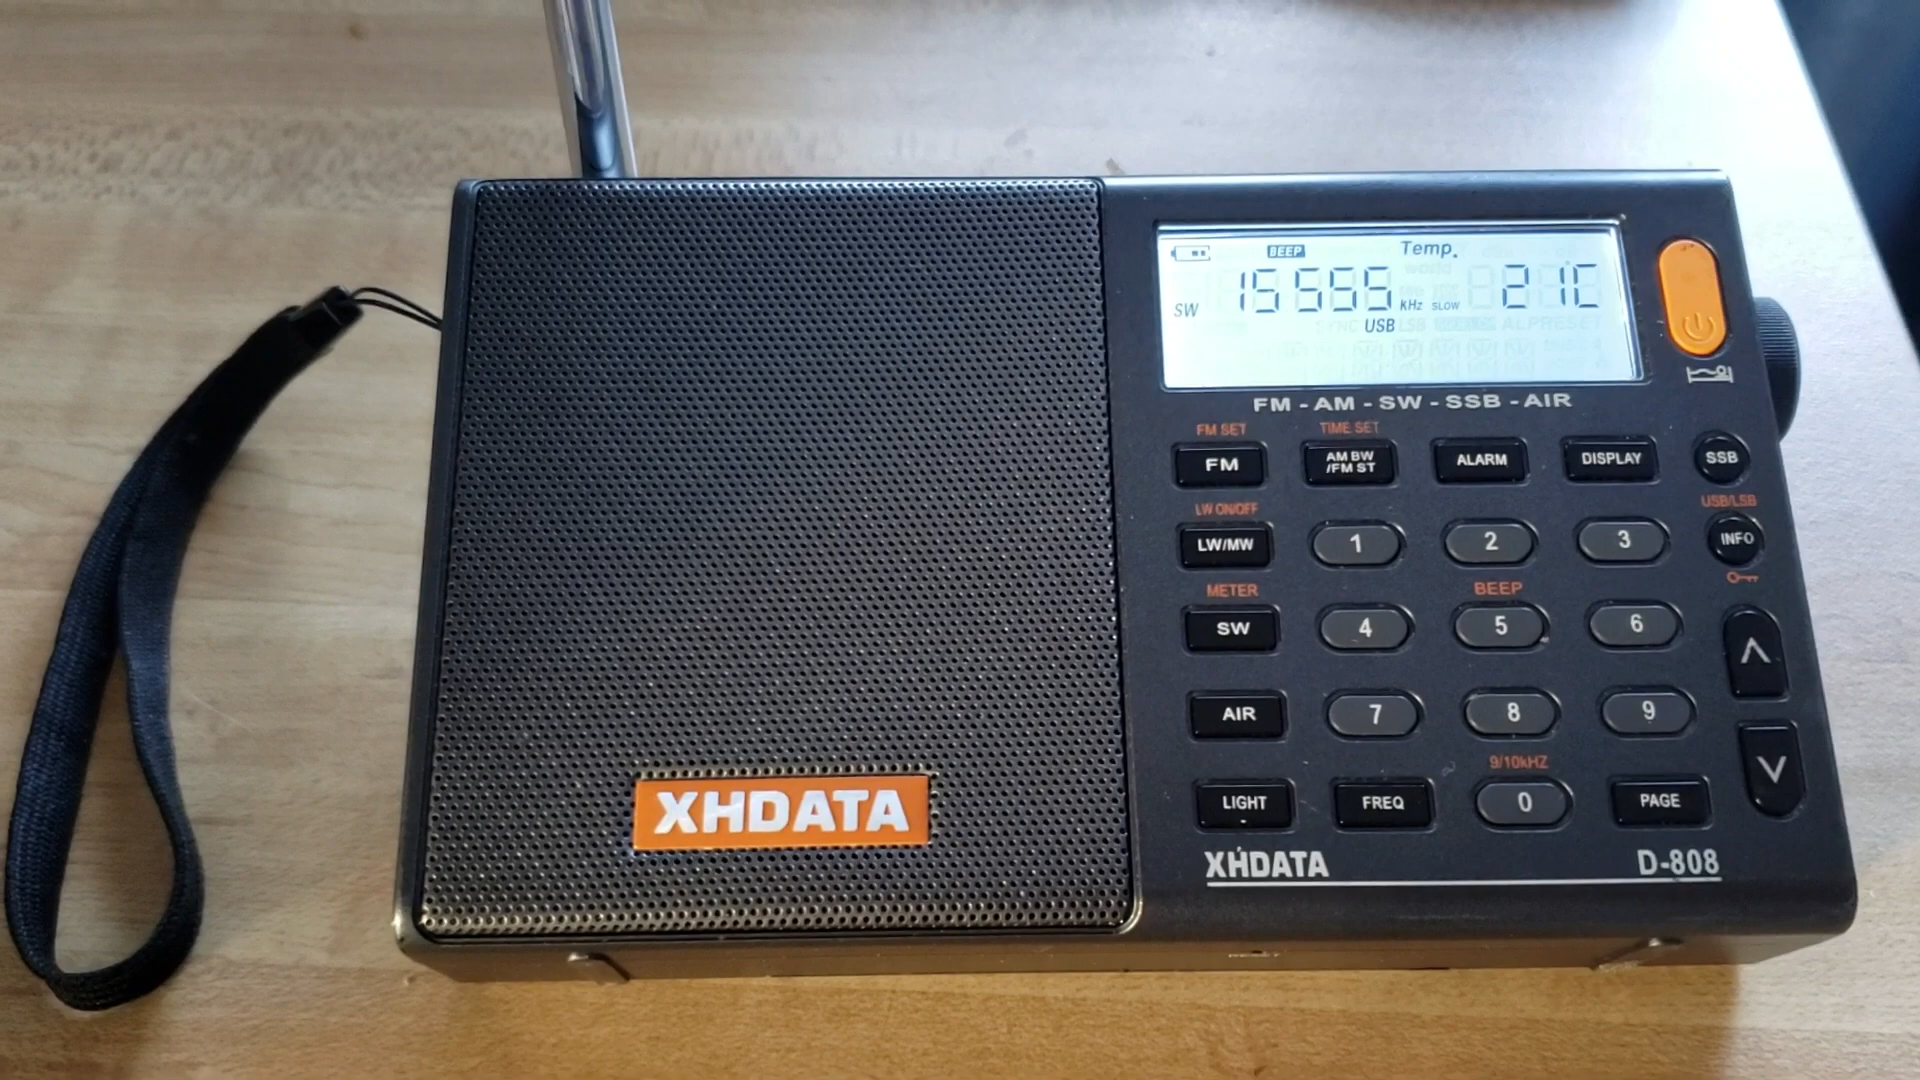 BEEP
Temp.
SW 15555 kHz SLOW 21C
USB
FM - AM - SW - SSB - AIR
FM SET TIME SET
FM AM BW /FM ST ALARM DISPLAY SSB
LW ON/OFF USB/LSB
LW/MW 1 2 3 INFO
METER BEEP
SW 4 5 6
AIR 7 8 9
9/10kHZ
LIGHT FREQ 0 PAGE
XHDATA
XHDATA D-808